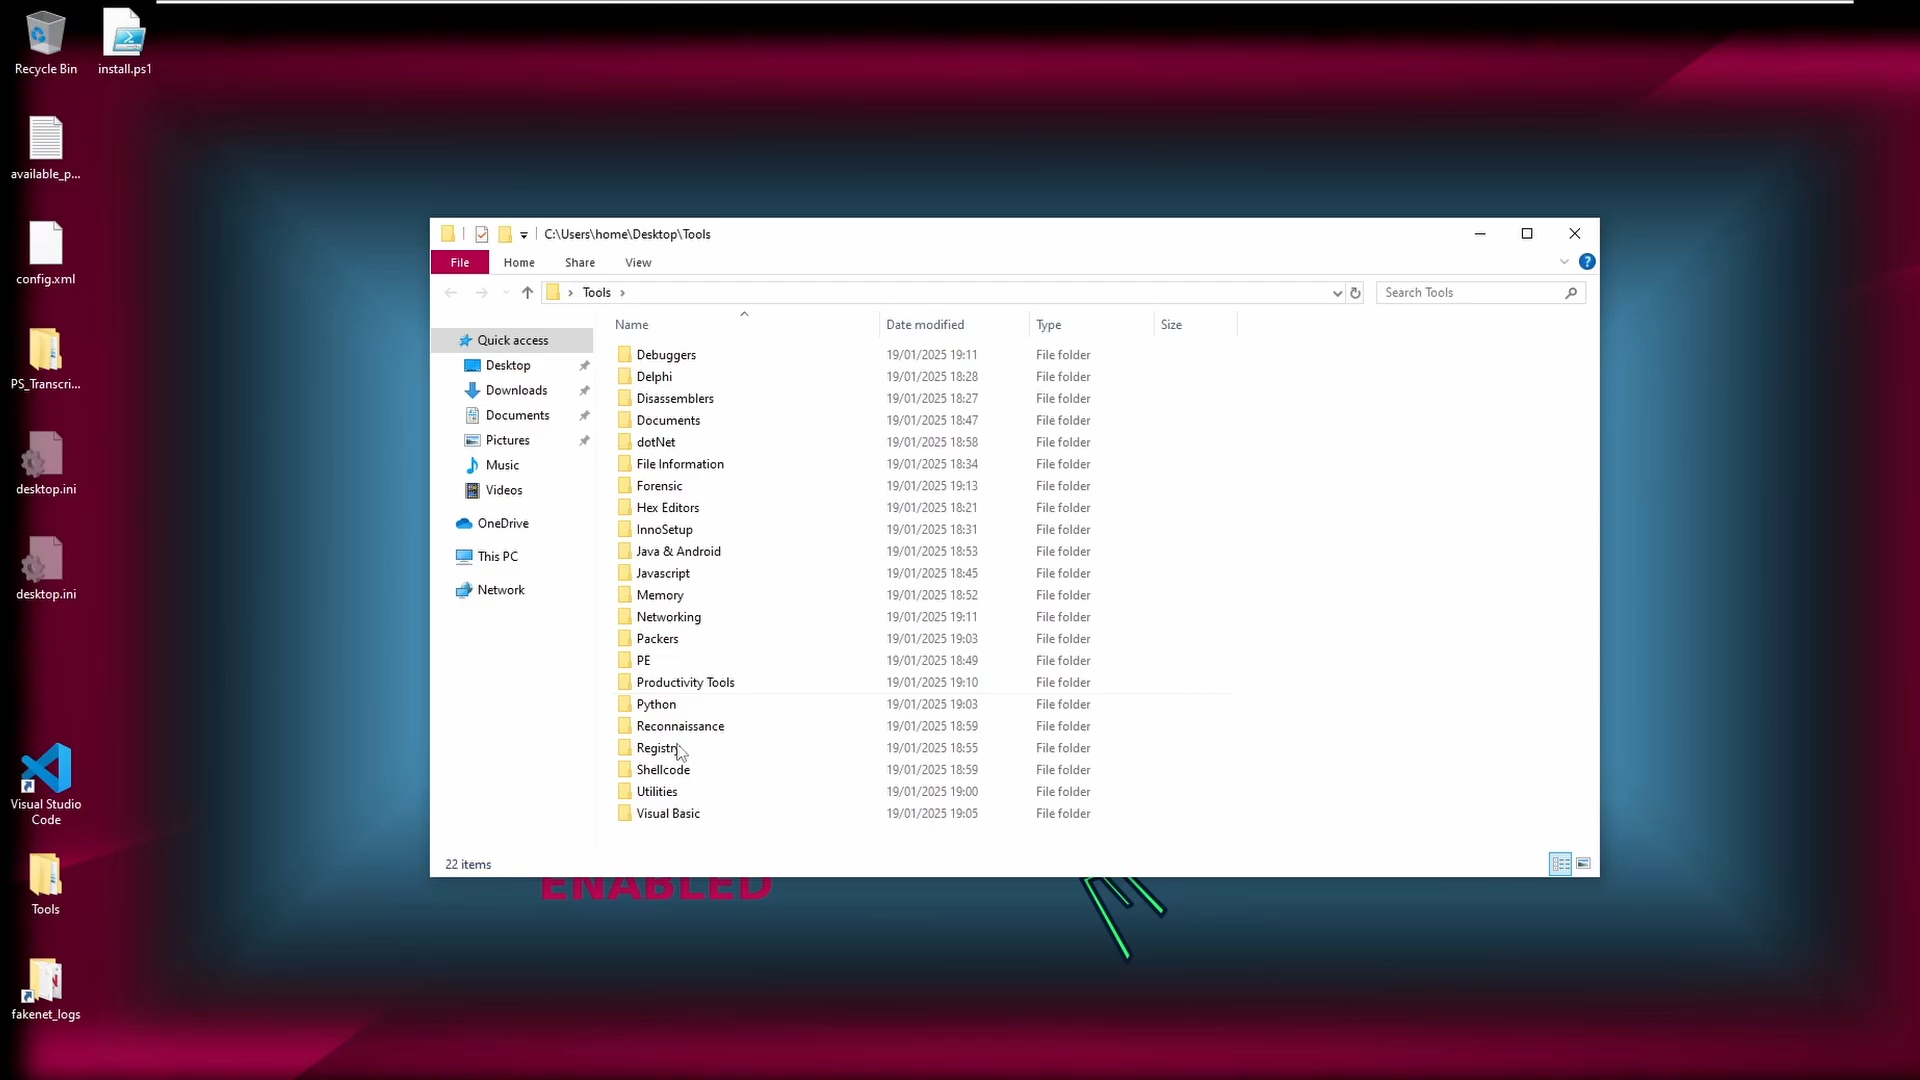 Recycle Bin
install.ps1
available_p...
config.xml
PS_Transcri...
desktop.ini
desktop.ini
Visual Studio
Code
Tools
fakenet_logs
C:\Users\home\Desktop\Tools
File Home Share View
Tools
Search Tools
Quick access
Desktop
Downloads
Documents
Pictures
Music
Videos
OneDrive
This PC
Network
Name Date modified Type Size
Debuggers 19/01/2025 19:11 File folder
Delphi 19/01/2025 18:28 File folder
Disassemblers 19/01/2025 18:27 File folder
Documents 19/01/2025 18:47 File folder
dotNet 19/01/2025 18:58 File folder
File Information 19/01/2025 18:34 File folder
Forensic 19/01/2025 19:13 File folder
Hex Editors 19/01/2025 18:21 File folder
InnoSetup 19/01/2025 18:31 File folder
Java & Android 19/01/2025 18:53 File folder
Javascript 19/01/2025 18:45 File folder
Memory 19/01/2025 18:52 File folder
Networking 19/01/2025 19:11 File folder
Packers 19/01/2025 19:03 File folder
PE 19/01/2025 18:49 File folder
Productivity Tools 19/01/2025 19:10 File folder
Python 19/01/2025 19:03 File folder
Reconnaissance 19/01/2025 18:59 File folder
Registry 19/01/2025 18:55 File folder
Shellcode 19/01/2025 18:59 File folder
Utilities 19/01/2025 19:00 File folder
Visual Basic 19/01/2025 19:05 File folder
22 items
ENABLED